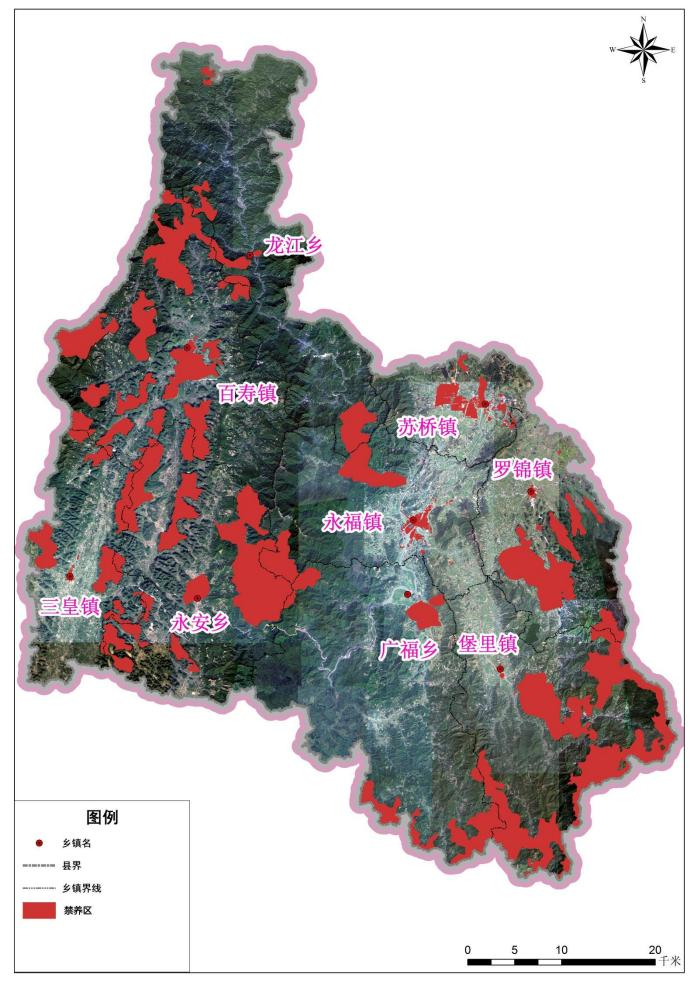 N
W E
S
龙江乡
百寿镇
苏桥镇
罗锦镇
永福镇
三皇镇
永安乡
广福乡
堡里镇
图例
乡镇名
县界
乡镇界线
禁养区
0 5 10 20
千米